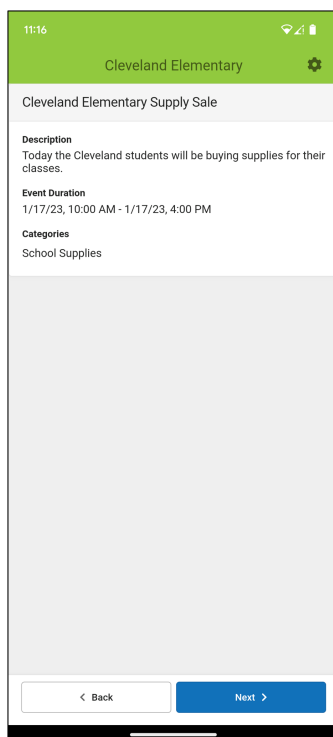 11:16
Cleveland Elementary
Cleveland Elementary Supply Sale
Description
Today the Cleveland students will be buying supplies for their
classes.
Event Duration
1/17/23, 10:00 AM - 1/17/23, 4:00 PM
Categories
School Supplies
Back
Next